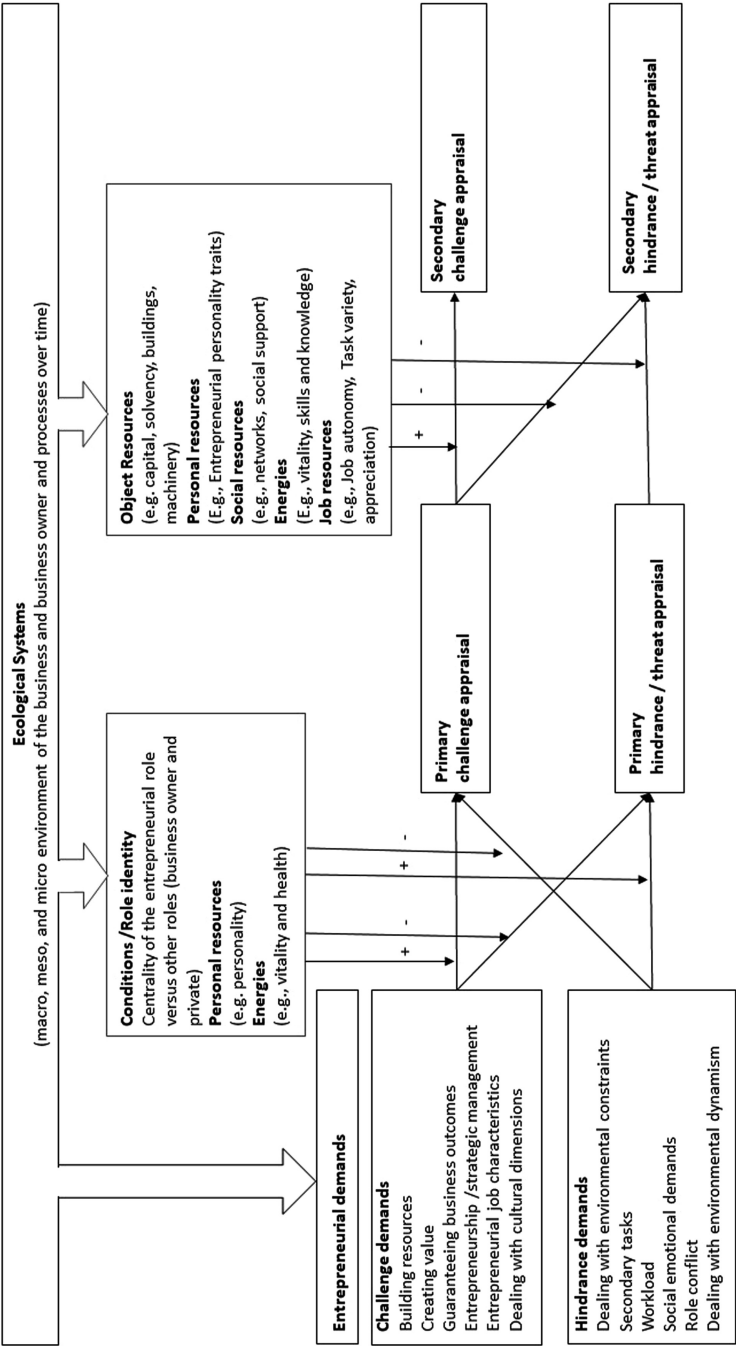 Ecological Systems
(macro, meso, and micro environment of the business and business owner and processes over time)
Entrepreneurial demands
Challenge demands
Building resources
Creating value
Guaranteeing business outcomes
Entrepreneurship /strategic management
Entrepreneurial job characteristics
Dealing with cultural dimensions
Hindrance demands
Dealing with environmental constraints
Secondary tasks
Workload
Social emotional demands
Role conflict
Dealing with environmental dynamism
Conditions /Role identity
Centrality of the entrepreneurial role
versus other roles (business owner and
private)
Personal resources
(e.g. personality)
Energies
(e.g., vitality and health)
+
-
+
-
Primary
challenge appraisal
Primary
hindrance / threat appraisal
Object Resources
(e.g. capital, solvency, buildings,
machinery)
Personal resources
(E.g., Entrepreneurial personality traits)
Social resources
(e.g., networks, social support)
Energies
(E.g., vitality, skills and knowledge)
Job resources
(e.g., Job autonomy, Task variety,
appreciation)
+
-
-
Secondary
challenge appraisal
Secondary
hindrance / threat appraisal